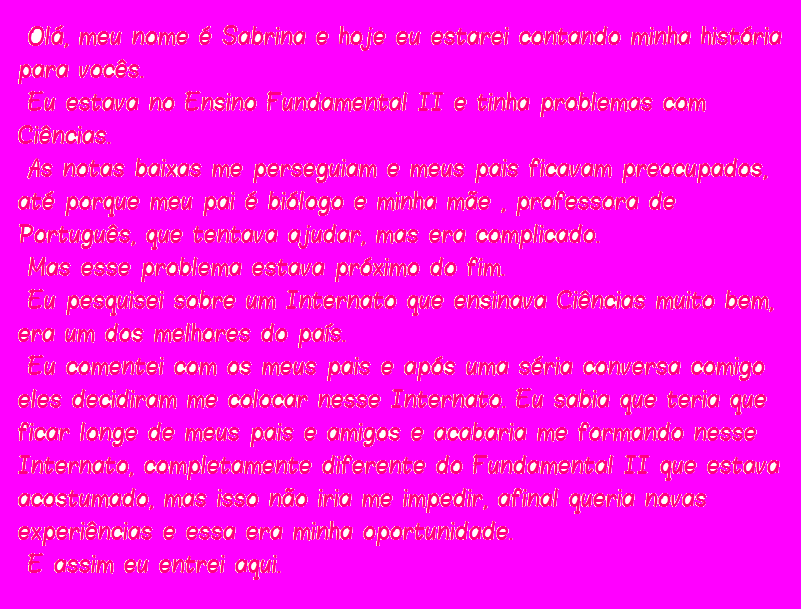 Olá, meu nome é Sabrina e hoje eu estarei contando minha história
para vocês.
Eu estava no Ensino Fundamental II e tinha problemas com
Ciências.
As notas baixas me perseguiam e meus pais ficavam preocupados,
até porque meu pai é biólogo e minha mãe , professora de
Português, que tentava ajudar, mas era complicado.
Mas esse problema estava próximo do fim.
Eu pesquisei sobre um Internato que ensinava Ciências muito bem,
era um dos melhores do país.
Eu comentei com os meus pais e após uma séria conversa comigo
eles decidiram me colocar nesse Internato. Eu sabia que teria que
ficar longe de meus pais e amigos e acabaria me formando nesse
Internato, completamente diferente do Fundamental II que estava
acostumado, mas isso não iria me impedir, afinal queria novas
experiências e essa era minha oportunidade.
E assim eu entrei aqui.